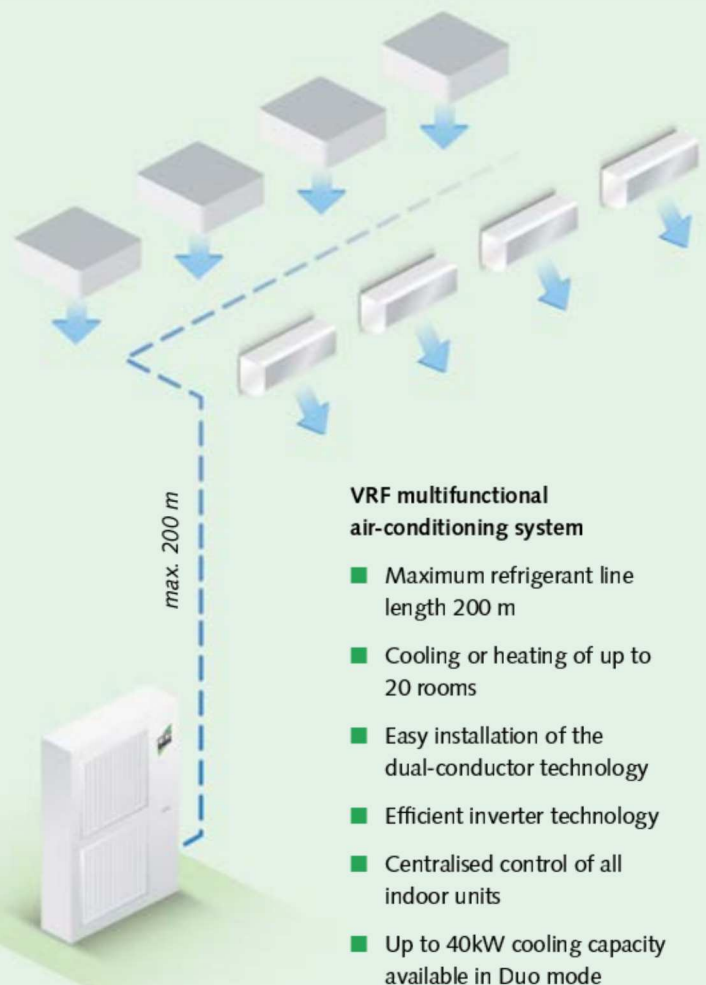 max. 200 m
VRF multifunctional
air-conditioning system
Maximum refrigerant line
length 200 m
Cooling or heating of up to
20 rooms
Easy installation of the
dual-conductor technology
Efficient inverter technology
Centralised control of all
indoor units
Up to 40kW cooling capacity
available in Duo mode